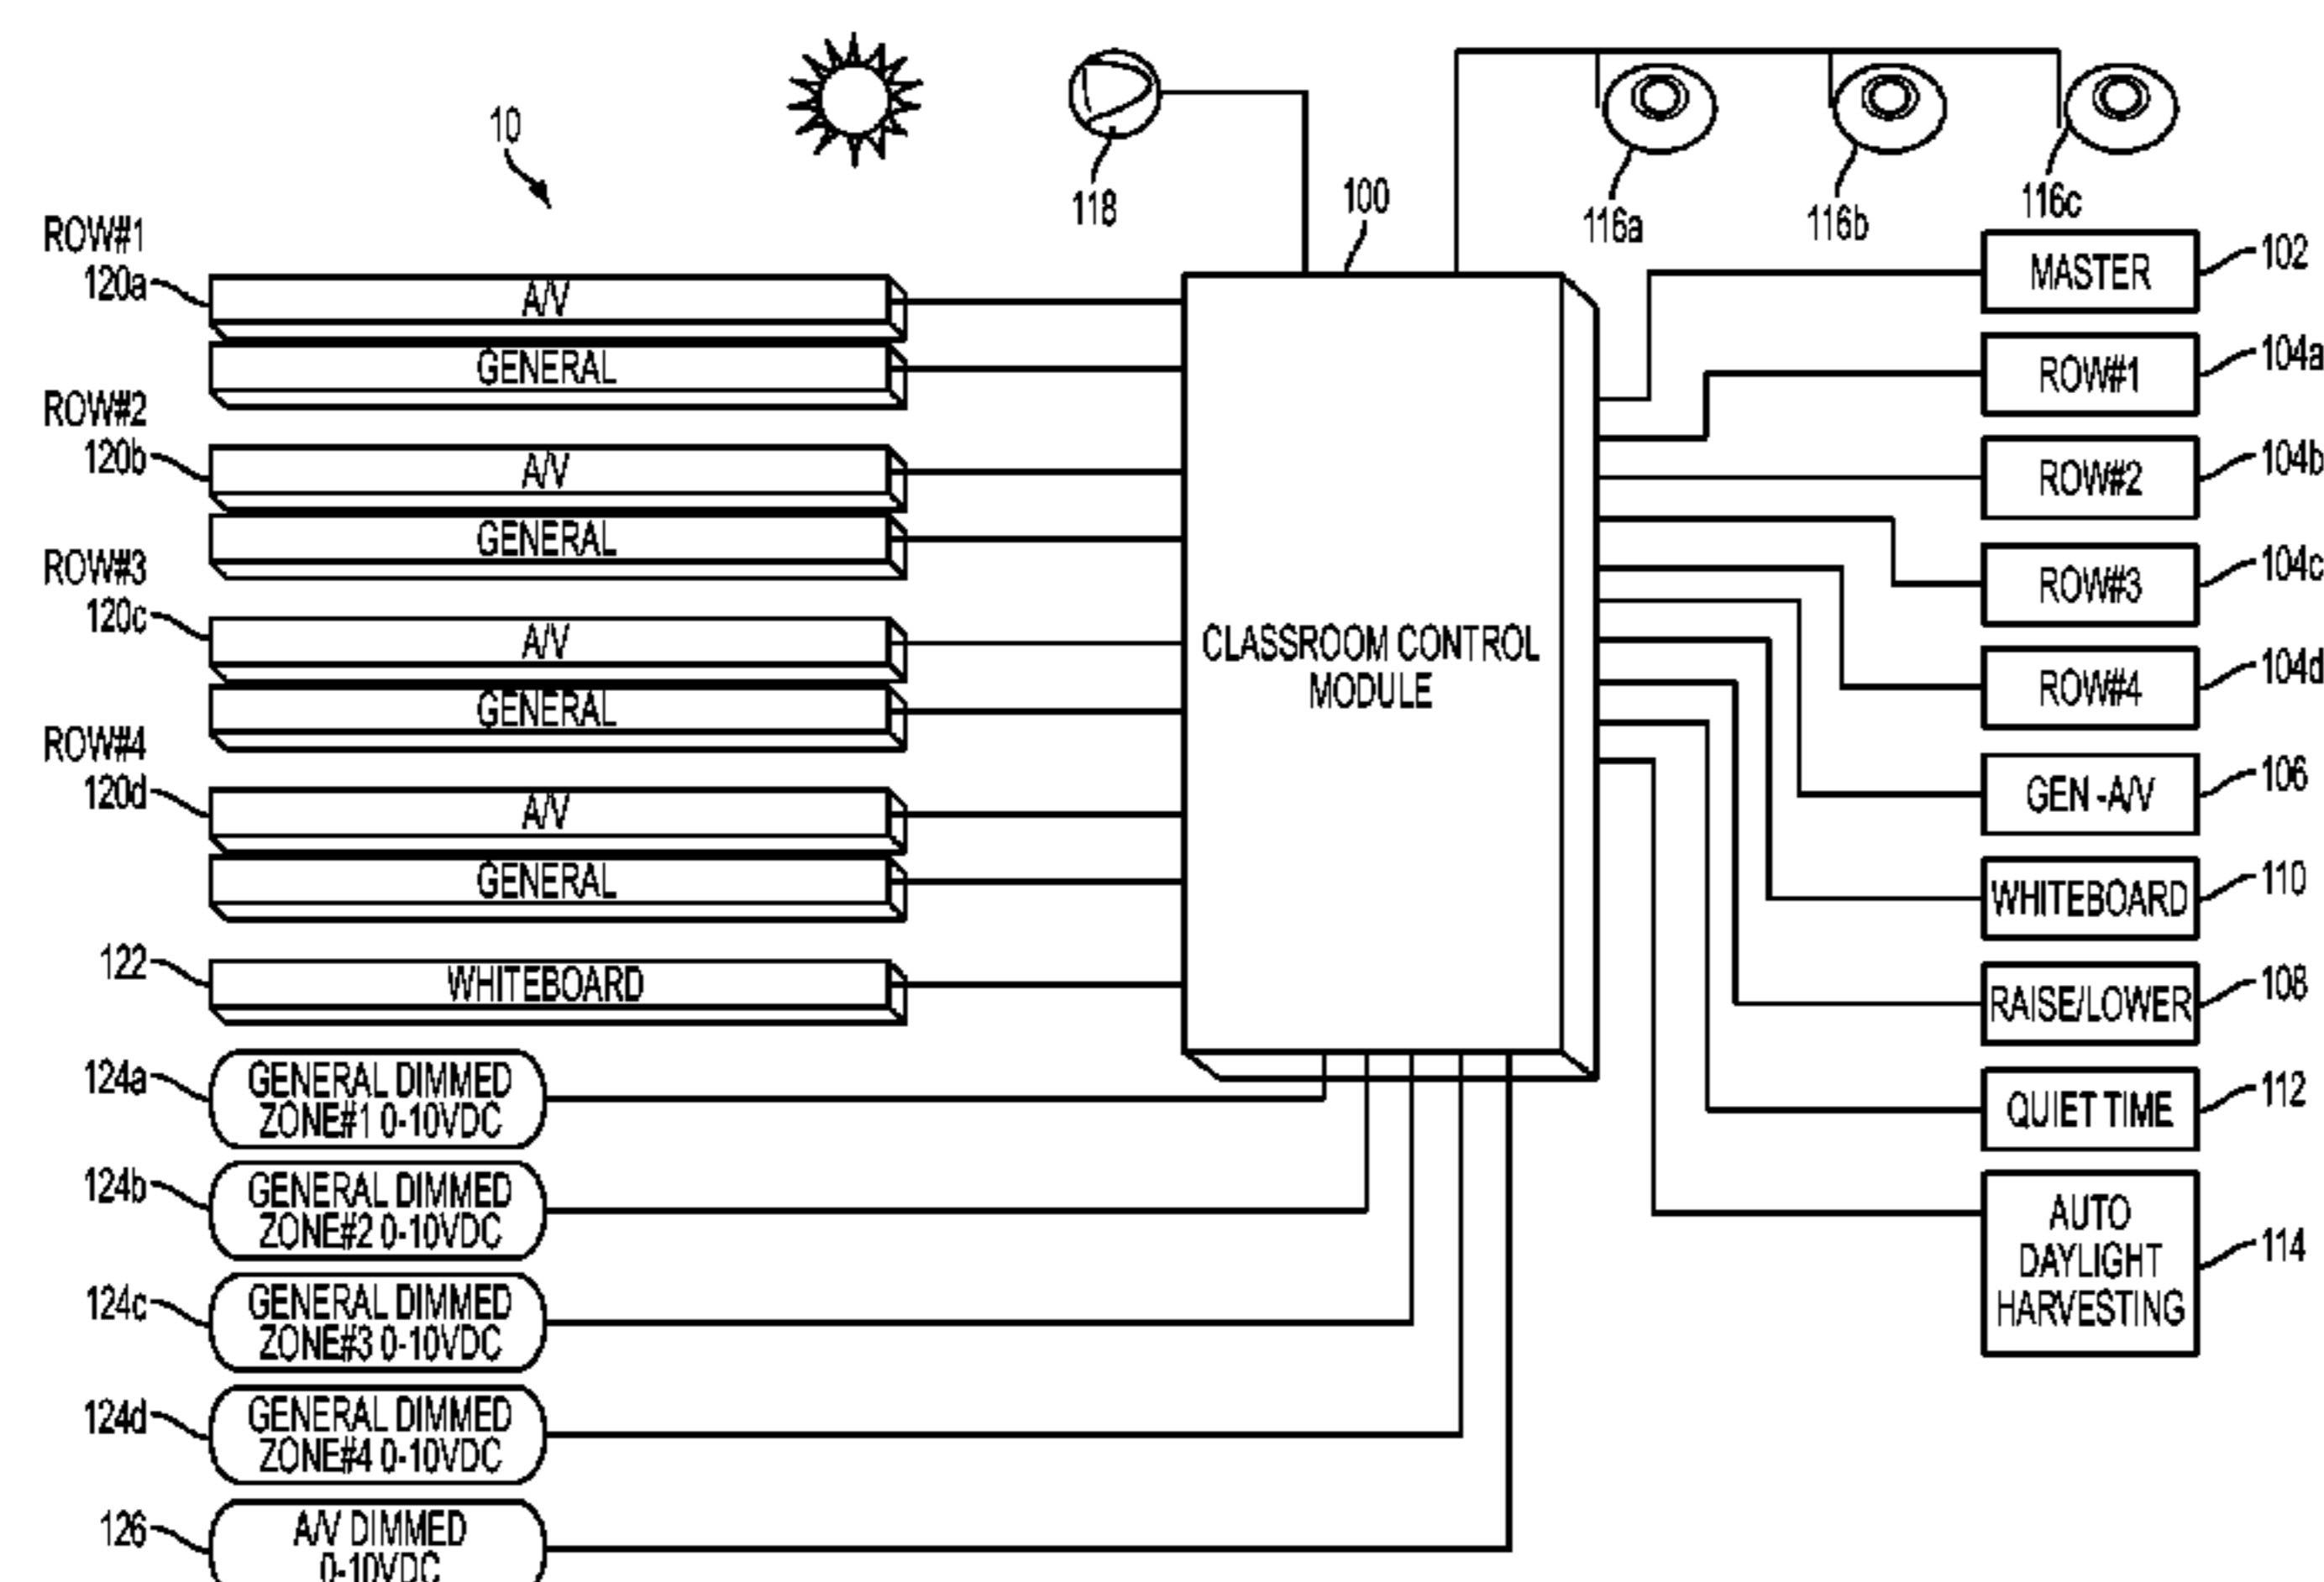 10
118
100
116a
116b
116c
ROW#1
120a
A/V
GENERAL
ROW#2
120b
A/V
GENERAL
ROW#3
120c
A/V
GENERAL
ROW#4
120d
A/V
GENERAL
122
WHITEBOARD
124a
GENERAL DIMMED
ZONE#1 0-10VDC
124b
GENERAL DIMMED
ZONE#2 0-10VDC
124c
GENERAL DIMMED
ZONE#3 0-10VDC
124d
GENERAL DIMMED
ZONE#4 0-10VDC
126
A/V DIMMED
0-10VDC
CLASSROOM CONTROL
MODULE
MASTER
102
ROW#1
104a
ROW#2
104b
ROW#3
104c
ROW#4
104d
GEN -A/V
106
WHITEBOARD
110
RAISE/LOWER
108
QUIET TIME
112
AUTO
DAYLIGHT
HARVESTING
114